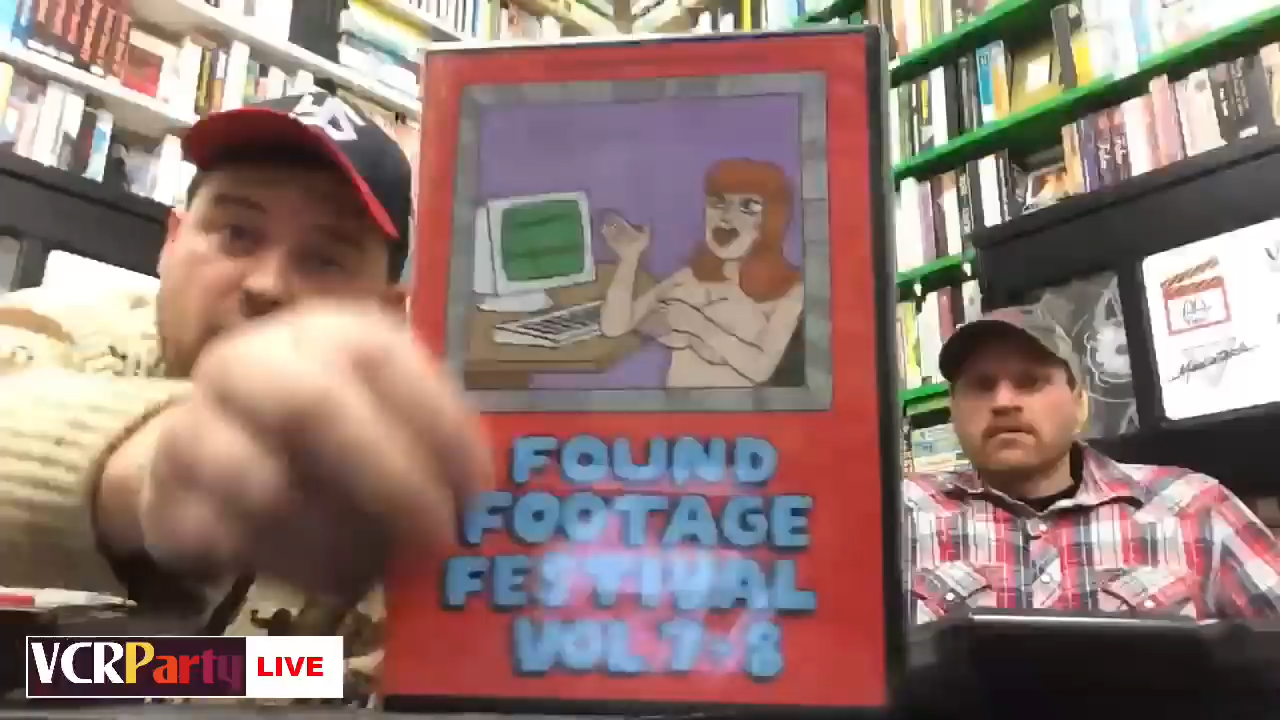 FOUND
FOOTAGE
FESTIVAL
VOL. 7+8
VCRParty LIVE